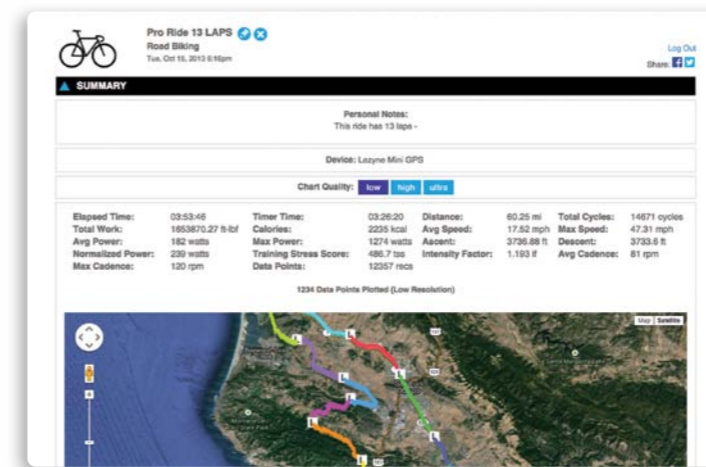 Pro Ride 13 LAPS
Road Biking
Tue, Oct 15, 2013 6:16pm
Log Out
Share:
SUMMARY
Personal Notes:
This ride has 13 laps -
Device: Lezyne Mini GPS
Chart Quality: low high ultra
Elapsed Time: 03:53:46 Timer Time: 03:26:20 Distance: 60.25 mi Total Cycles: 14671 cycles
Total Work: 1653870.27 ft-lbf Calories: 2235 kcal Avg Speed: 17.52 mph Max Speed: 47.31 mph
Avg Power: 182 watts Max Power: 1274 watts Ascent: 3736.88 ft Descent: 3733.6 ft
Normalized Power: 239 watts Training Stress Score: 486.7 tss Intensity Factor: 1.193 if Avg Cadence: 81 rpm
Max Cadence: 120 rpm Data Points: 12357 recs
1234 Data Points Plotted (Low Resolution)
Map Satellite
L
L
L
L
L
L
L
L